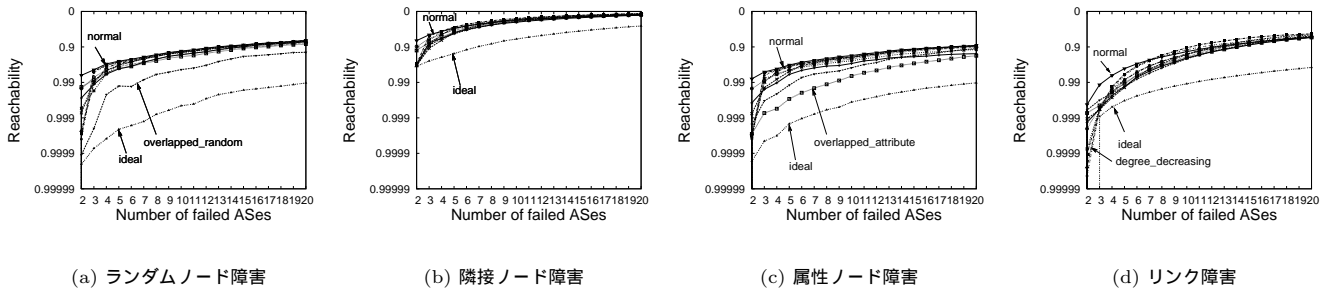 0
0.9
0.99
0.999
0.9999
0.99999
Reachability
normal
overlapped_random
ideal
2 3 4 5 6 7 8 9 1011121314151617181920
Number of failed ASes
(a) ランダムノード障害
0
0.9
0.99
0.999
0.9999
0.99999
Reachability
normal
ideal
2 3 4 5 6 7 8 9 1011121314151617181920
Number of failed ASes
(b) 隣接ノード障害
0
0.9
0.99
0.999
0.9999
0.99999
Reachability
normal
overlapped_attribute
ideal
2 3 4 5 6 7 8 9 1011121314151617181920
Number of failed ASes
(c) 属性ノード障害
0
0.9
0.99
0.999
0.9999
0.99999
Reachability
normal
ideal
degree_decreasing
2 3 4 5 6 7 8 9 1011121314151617181920
Number of failed ASes
(d) リンク障害